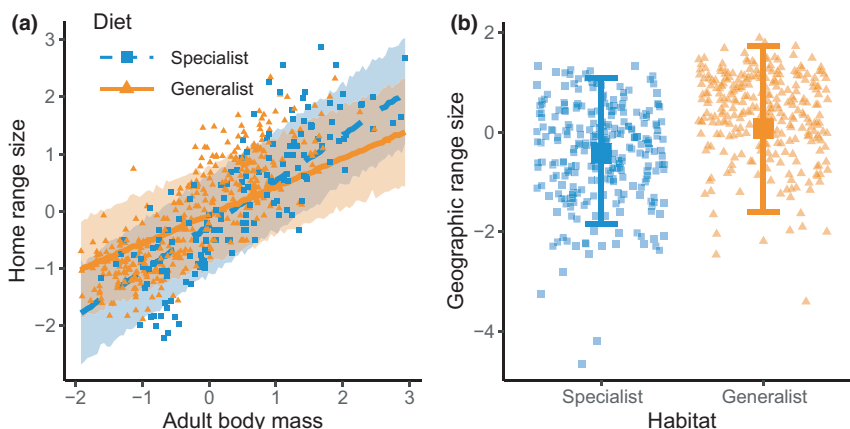 (a)
Diet
Specialist
Generalist
Home range size
3
2
1
0
−1
−2
−2 −1 0 1 2 3
Adult body mass
(b)
Geographic range size
2
0
−2
−4
Specialist Generalist
Habitat